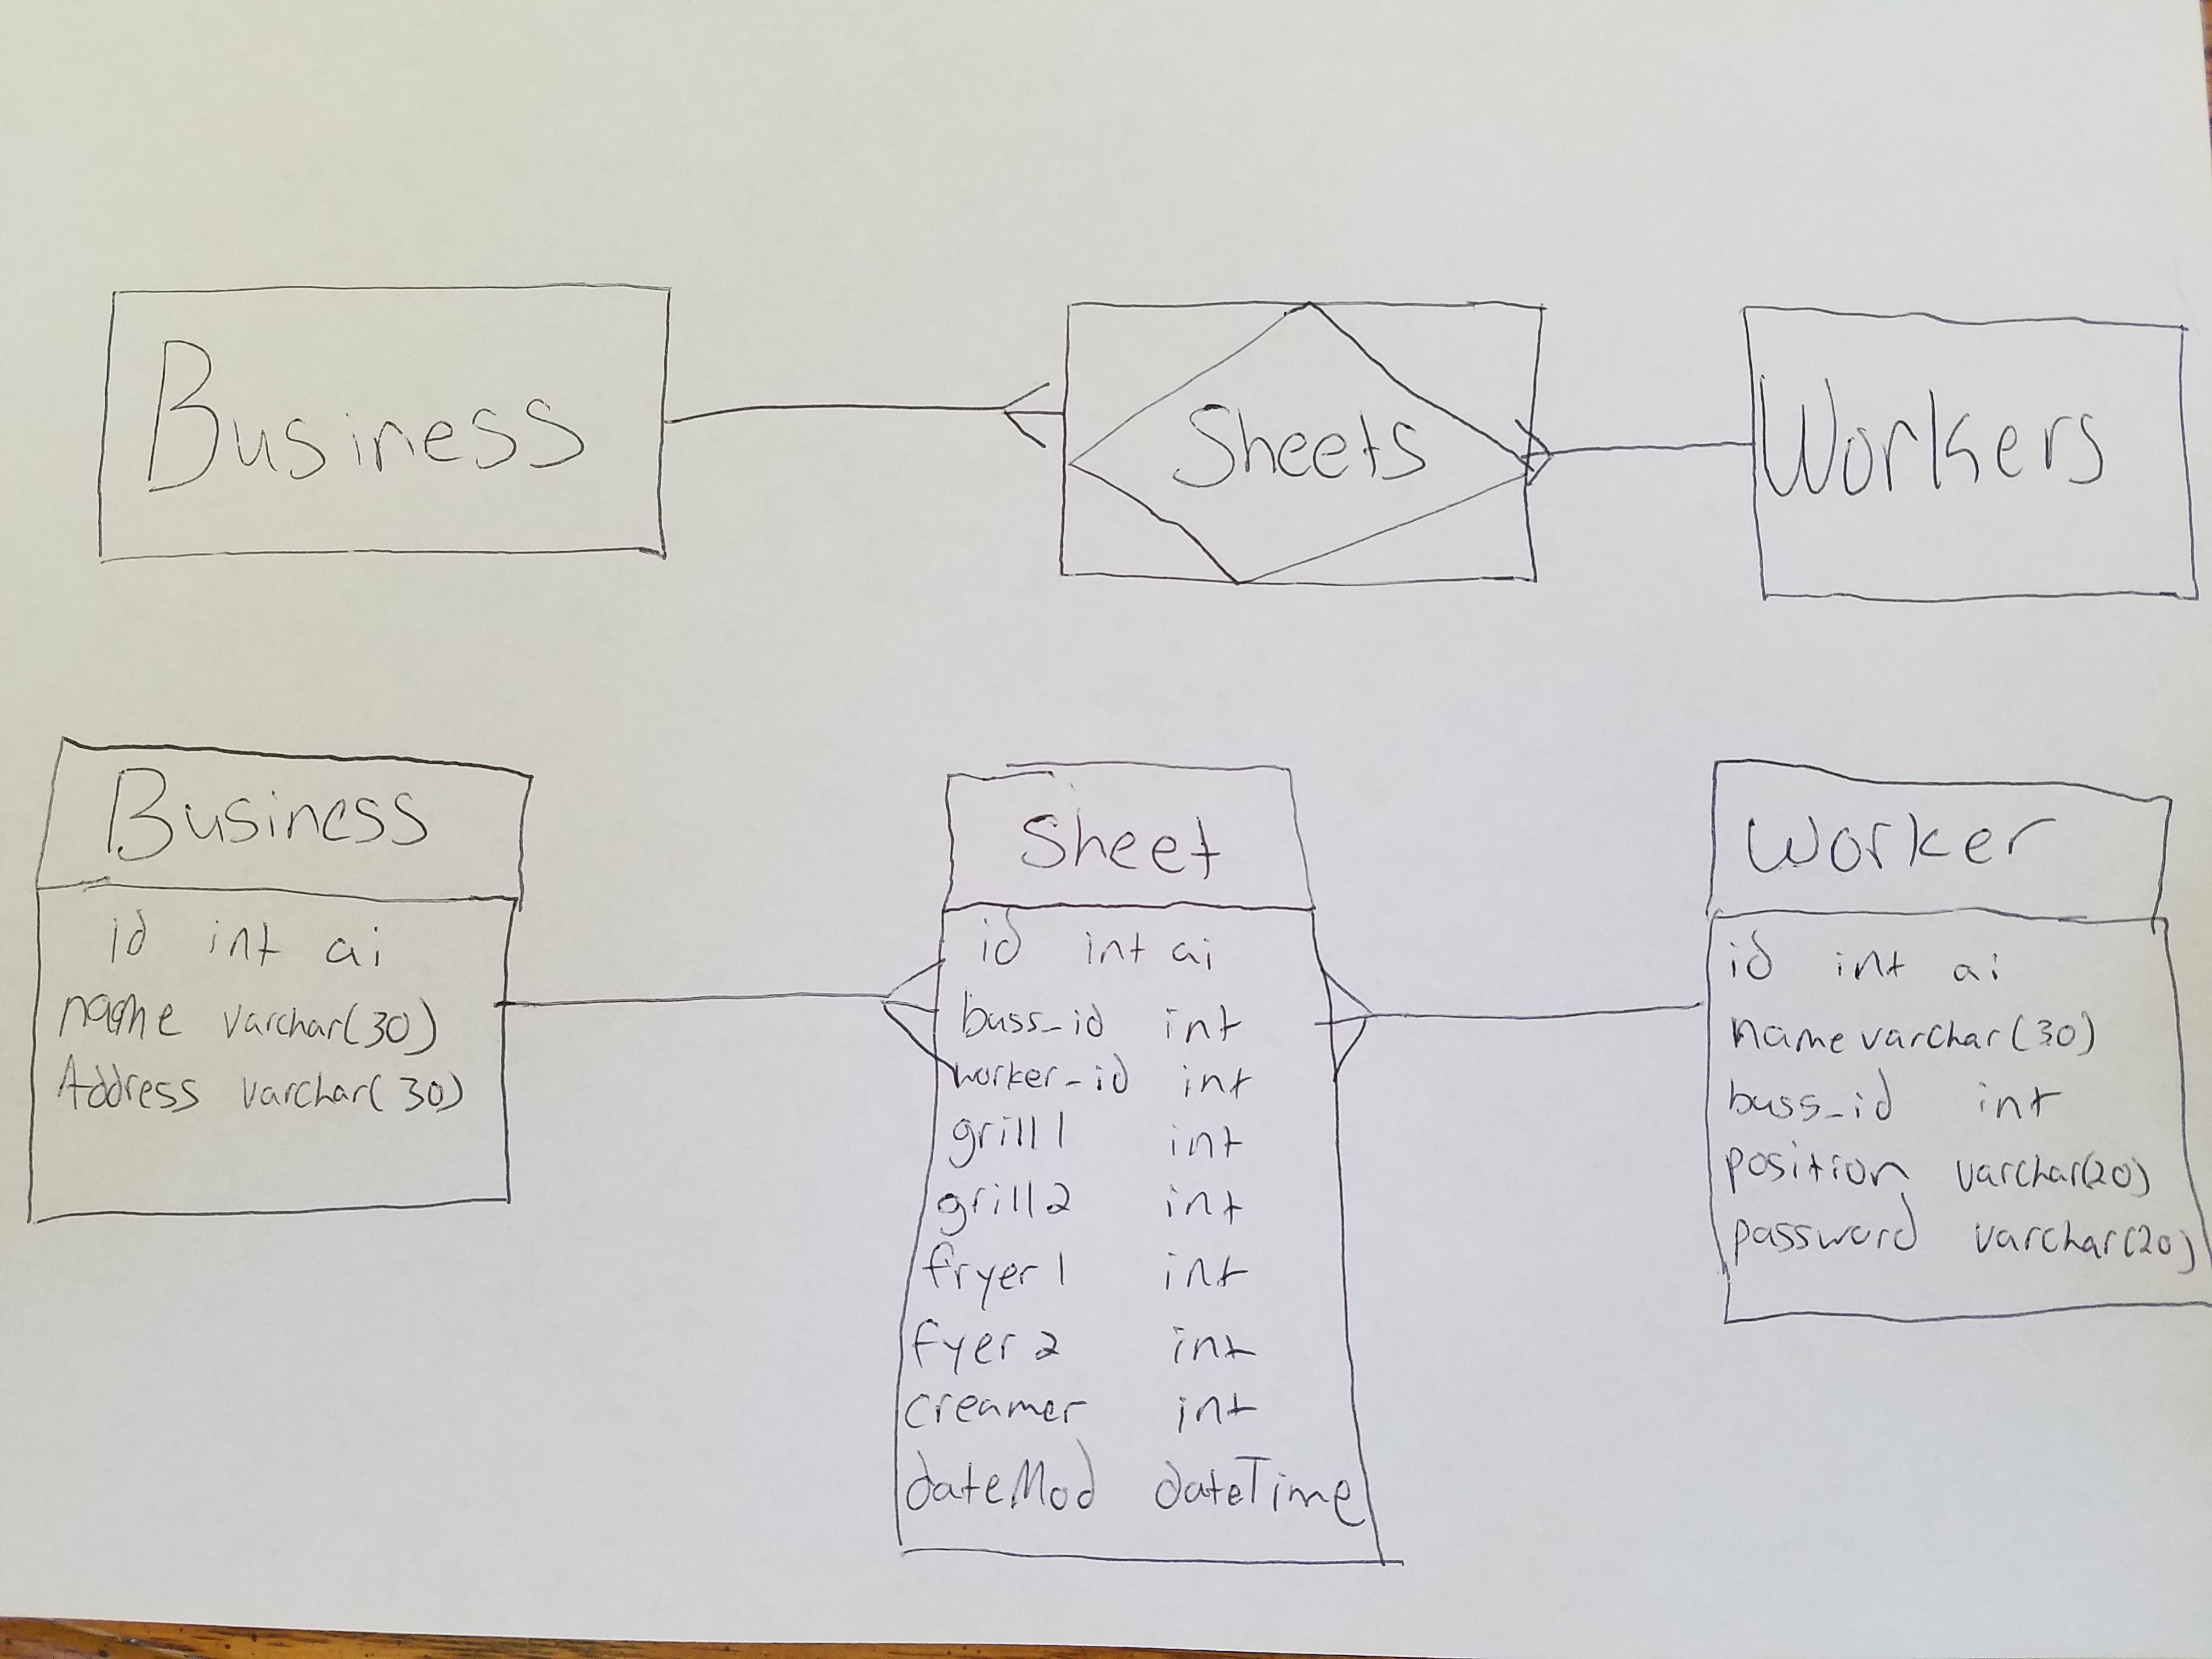 Business
Sheets
Workers
Business
id int ai
name varchar(30)
Address varchar(30)
Sheet
id int ai
buss_id int
worker_id int
grill1 int
grill2 int
fryer1 int
fyer2 int
creamer int
dateMod dateTime
Worker
id int ai
name varchar(30)
buss_id int
position varchar(20)
password varchar(20)